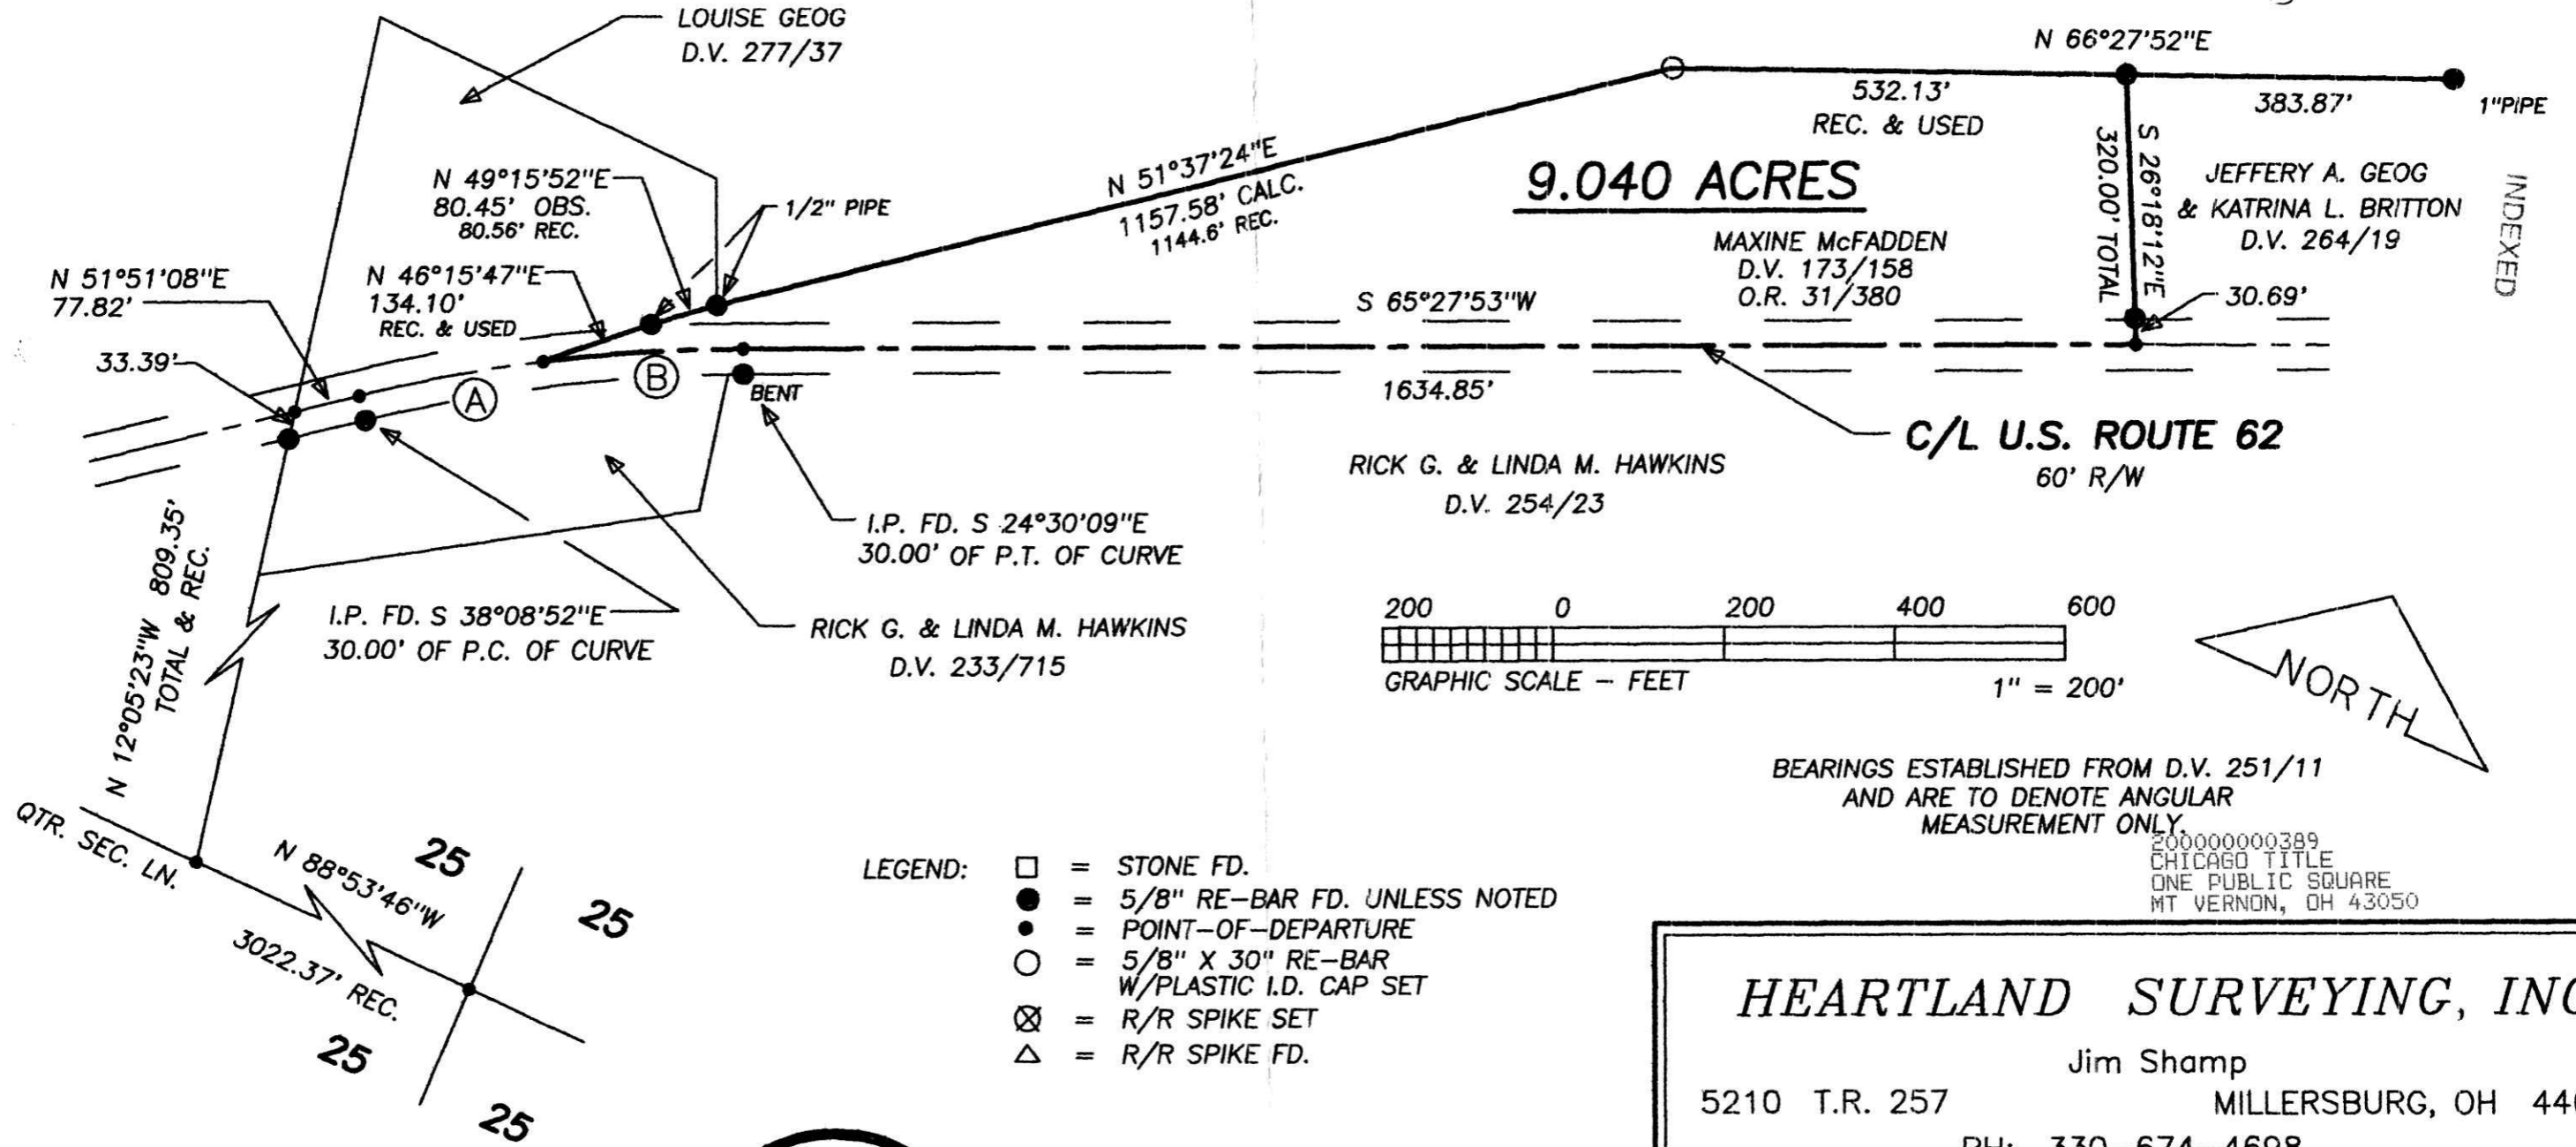 LOUISE GEOG
D.V. 277/37
N 66°27'52"E
532.13'
REC. & USED
383.87'
1"PIPE
N 49°15'52"E
80.45' OBS.
80.56' REC.
1/2" PIPE
N 51°37'24"E
1157.58' CALC.
1144.6' REC.
9.040 ACRES
S 26°18'12"E
320.00' TOTAL
JEFFERY A. GEOG
& KATRINA L. BRITTON
D.V. 264/19
INDEXED
MAXINE McFADDEN
D.V. 173/158
O.R. 31/380
N 51°51'08"E
77.82'
N 46°15'47"E
134.10'
REC. & USED
S 65°27'53"W
30.69'
33.39'
A
B
BENT
1634.85'
C/L U.S. ROUTE 62
60' R/W
RICK G. & LINDA M. HAWKINS
D.V. 254/23
I.P. FD. S 24°30'09"E
30.00' OF P.T. OF CURVE
N 12°05'23"W 809.35'
TOTAL & REC.
I.P. FD. S 38°08'52"E
30.00' OF P.C. OF CURVE
RICK G. & LINDA M. HAWKINS
D.V. 233/715
200 0 200 400 600
GRAPHIC SCALE - FEET 1" = 200'
NORTH
BEARINGS ESTABLISHED FROM D.V. 251/11
AND ARE TO DENOTE ANGULAR
MEASUREMENT ONLY.
200000000389
CHICAGO TITLE
ONE PUBLIC SQUARE
MT VERNON, OH 43050
QTR. SEC. LN.
N 88°53'46"W
3022.37' REC.
25
25
25
25
LEGEND: □ = STONE FD.
● = 5/8" RE-BAR FD. UNLESS NOTED
• = POINT-OF-DEPARTURE
○ = 5/8" X 30" RE-BAR
W/PLASTIC I.D. CAP SET
⊗ = R/R SPIKE SET
△ = R/R SPIKE FD.
HEARTLAND SURVEYING, INC
Jim Shamp
5210 T.R. 257 MILLERSBURG, OH 44
PH: 330-674-4698